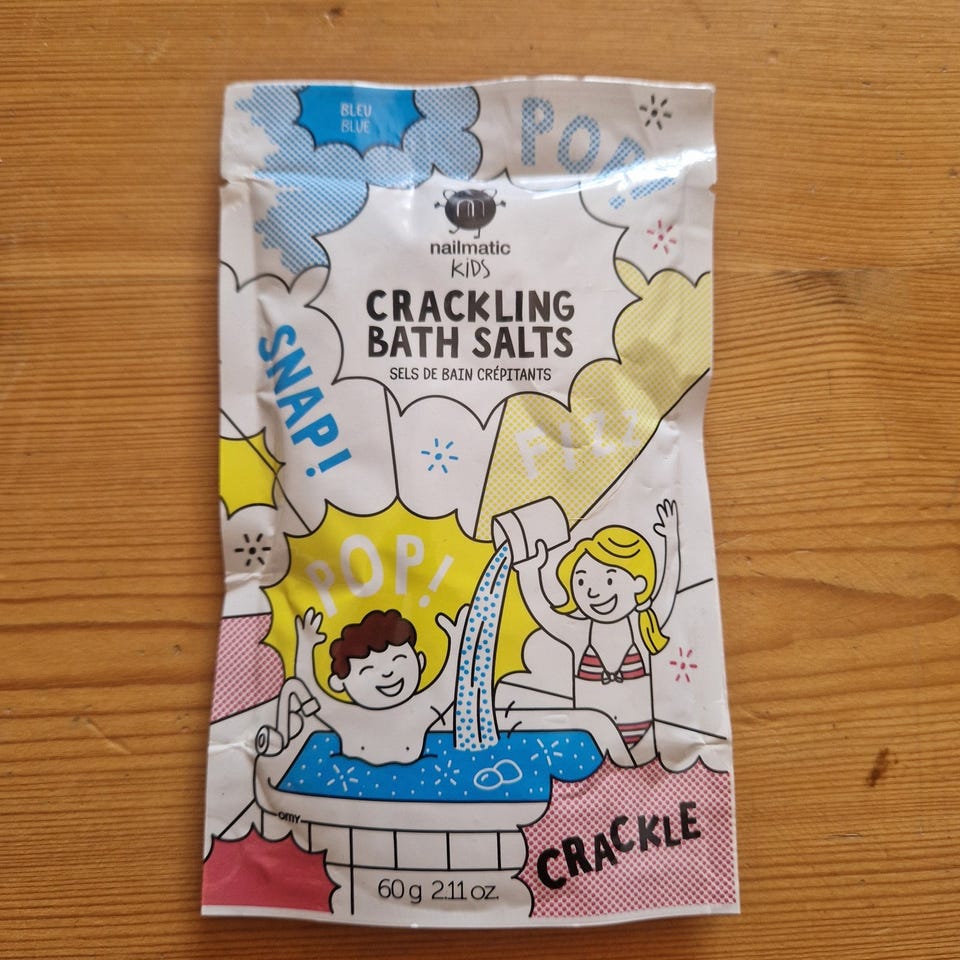 BLEU
BLUE
POP!
m
nailmatic
KiDS
CRACKLING
BATH SALTS
SELS DE BAIN CRÉPITANTS
SNAP!
FIZZ
POP!
OMY
CRACKLE
60 g 2.11 oz.